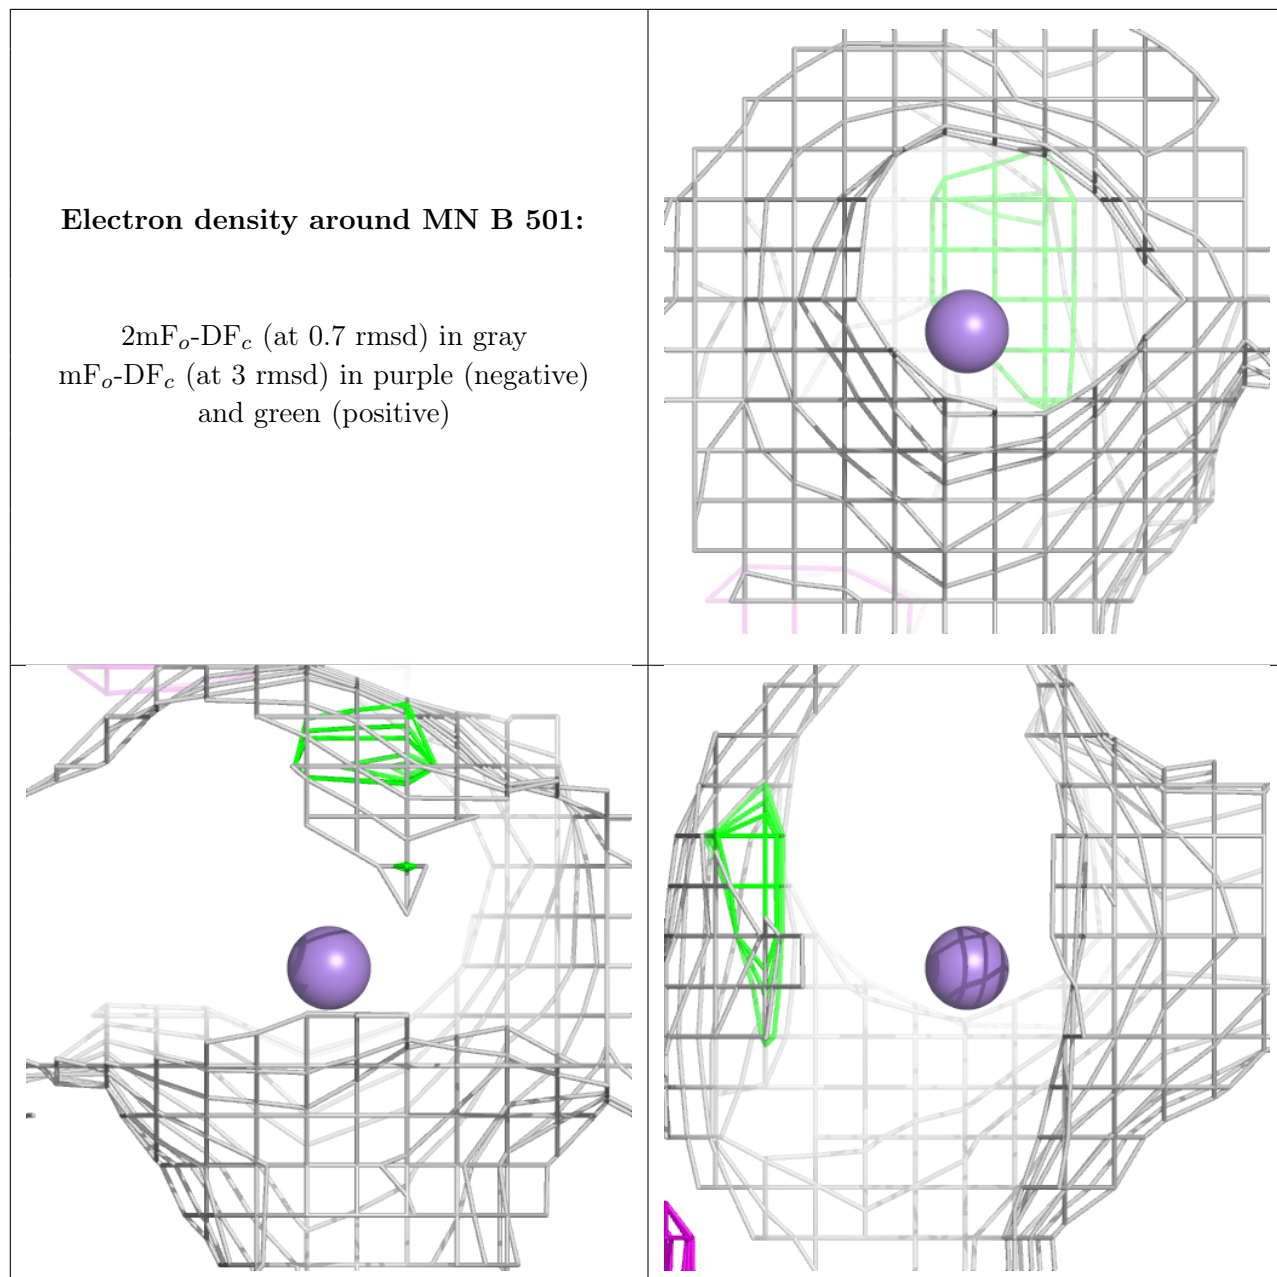 Electron density around MN B 501:
2mFo-DFc (at 0.7 rmsd) in gray
mFo-DFc (at 3 rmsd) in purple (negative)
and green (positive)